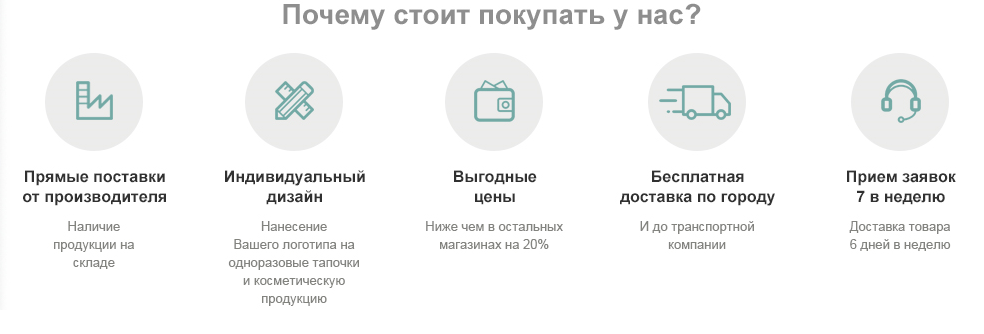 Почему стоит покупать у нас?
Прямые поставки
от производителя
Наличие
продукции на
складе
Индивидуальный
дизайн
Нанесение
Вашего логотипа на
одноразовые тапочки
и косметическую
продукцию
Выгодные
цены
Ниже чем в остальных
магазинах на 20%
Бесплатная
доставка по городу
И до транспортной
компании
Прием заявок
7 в неделю
Доставка товара
6 дней в неделю